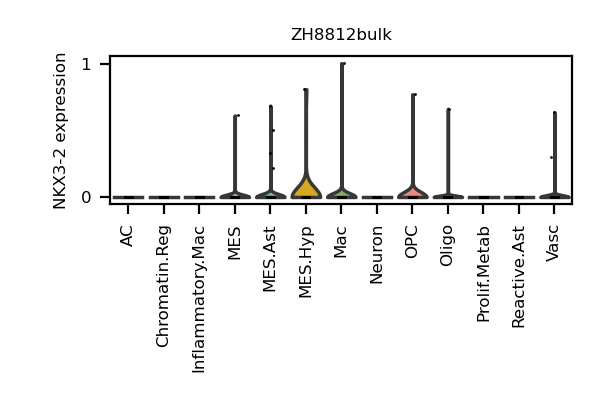 ZH8812bulk
NKX3-2 expression
1
0
AC
Chromatin.Reg
Inflammatory.Mac
MES
MES.Ast
MES.Hyp
Mac
Neuron
OPC
Oligo
Prolif.Metab
Reactive.Ast
Vasc